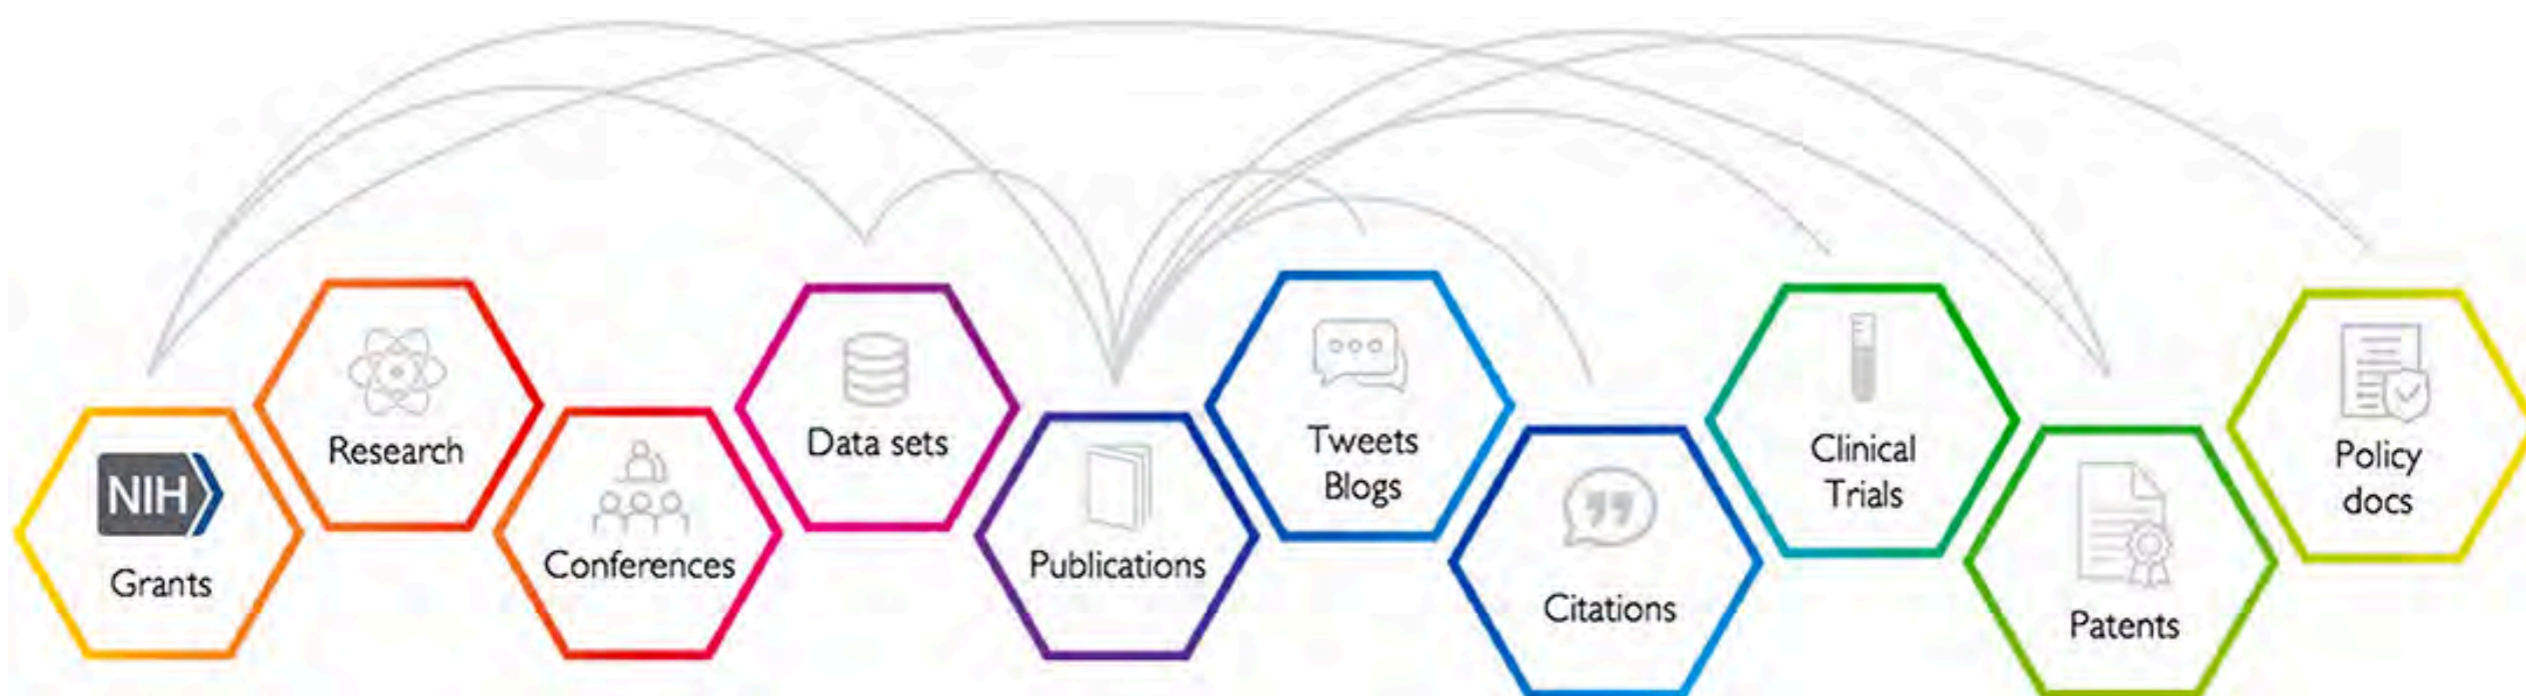 NIH
Grants
Research
Conferences
Data sets
Publications
Tweets
Blogs
Citations
Clinical
Trials
Patents
Policy
docs